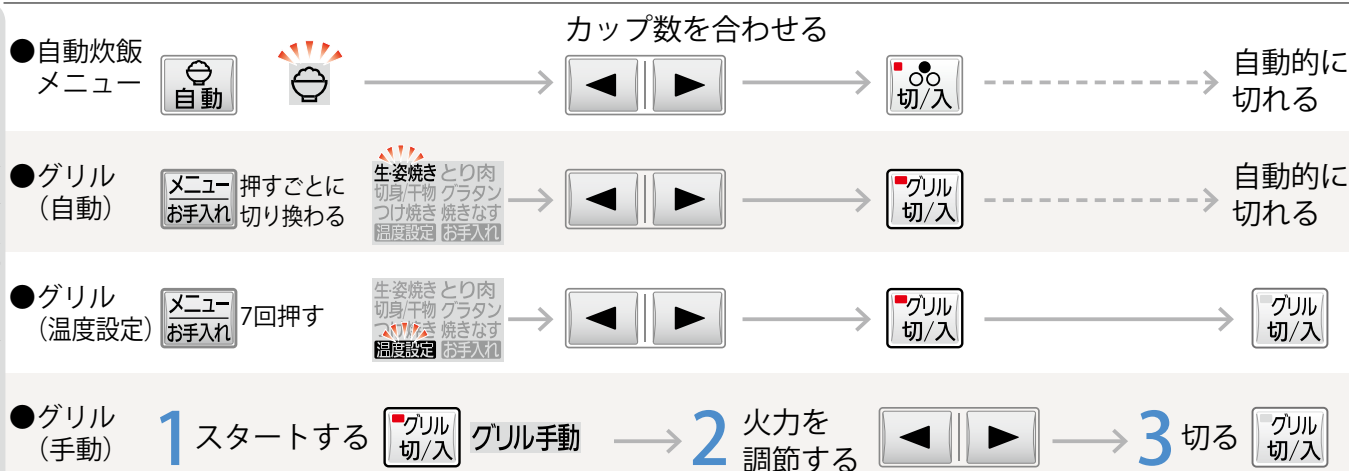 カップ数を合わせる
●自動炊飯
メニュー
自動
切/入
自動的に
切れる
●グリル
（自動）
メニュー
お手入れ
押すごとに
切り換わる
生・姿焼き とり肉
切身/干物 グラタン
つけ焼き 焼きなす
温度設定 お手入れ
グリル
切/入
自動的に
切れる
●グリル
（温度設定）
メニュー
お手入れ
7回押す
生・姿焼き とり肉
切身/干物 グラタン
つけ焼き 焼きなす
温度設定 お手入れ
グリル
切/入
グリル
切/入
●グリル
（手動）
1 スタートする
グリル
切/入
グリル手動
2 火力を
調節する
3 切る
グリル
切/入